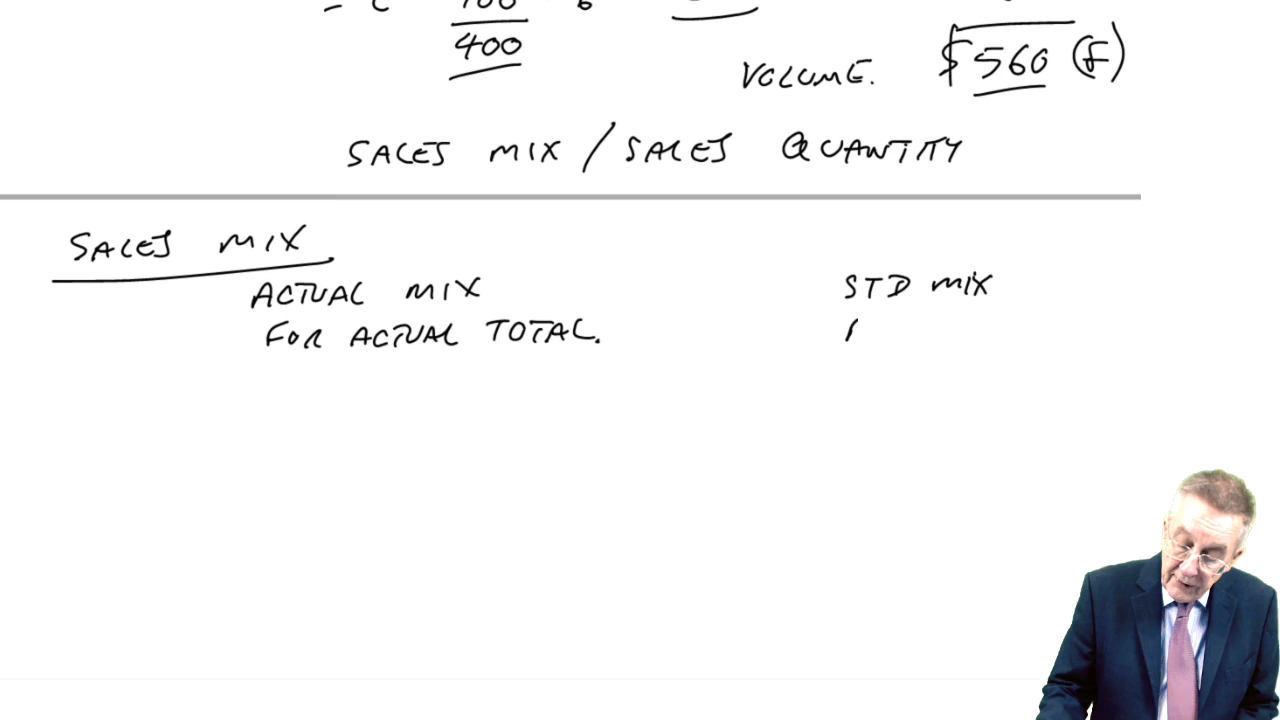 400
VOLUME. $560 (f)
SALES MIX / SALES QUANTITY
SALES MIX
ACTUAL MIX STD MIX
FOR ACTUAL TOTAL.